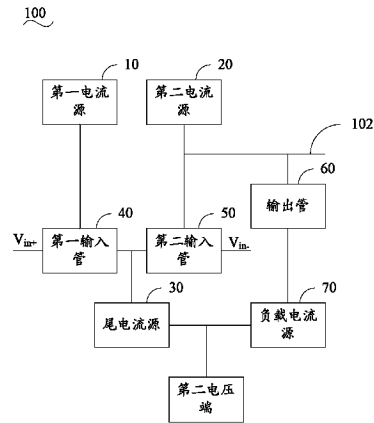 100
10
20
第一电流
源
第二电流
源
102
60
输出管
40
50
Vin+
第一输入
管
第二输入
管
Vin-
30
70
尾电流源
负载电流
源
第二电压
端